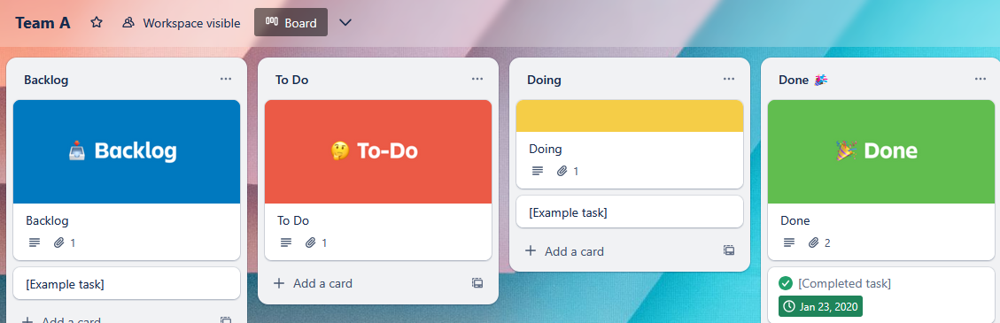 Team A
Workspace visible
Board
Backlog
Backlog
Backlog
1
[Example task]
Add a card
To Do
To-Do
To Do
1
Add a card
Doing
Doing
1
[Example task]
Add a card
Done 🎉
🎉 Done
Done
2
[Completed task]
Jan 23, 2020